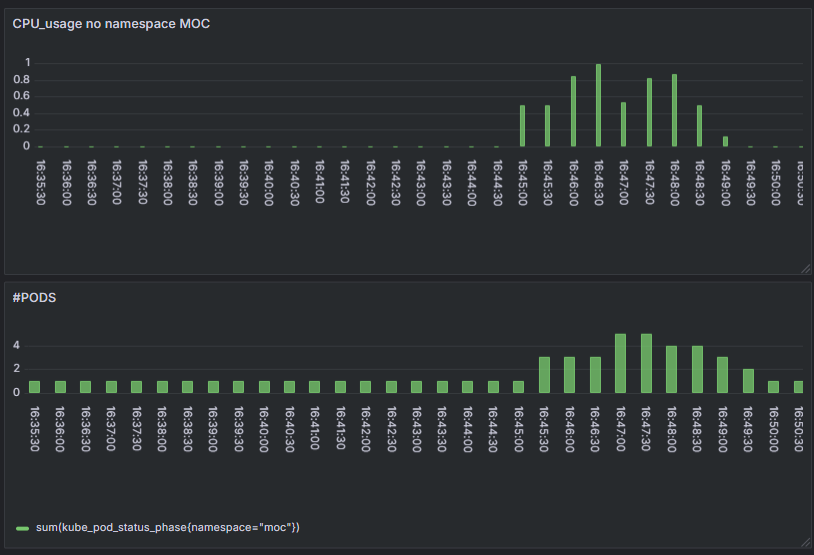 CPU_usage no namespace MOC
1
0.8
0.6
0.4
0.2
0
16:35:30 16:36:00 16:36:30 16:37:00 16:37:30 16:38:00 16:38:30 16:39:00 16:39:30 16:40:00 16:40:30 16:41:00 16:41:30 16:42:00 16:42:30 16:43:00 16:43:30 16:44:00 16:44:30 16:45:00 16:45:30 16:46:00 16:46:30 16:47:00 16:47:30 16:48:00 16:48:30 16:49:00 16:49:30 16:50:00 16:50:30
#PODS
4
2
0
16:35:30 16:36:00 16:36:30 16:37:00 16:37:30 16:38:00 16:38:30 16:39:00 16:39:30 16:40:00 16:40:30 16:41:00 16:41:30 16:42:00 16:42:30 16:43:00 16:43:30 16:44:00 16:44:30 16:45:00 16:45:30 16:46:00 16:46:30 16:47:00 16:47:30 16:48:00 16:48:30 16:49:00 16:49:30 16:50:00 16:50:30
sum(kube_pod_status_phase{namespace="moc"})